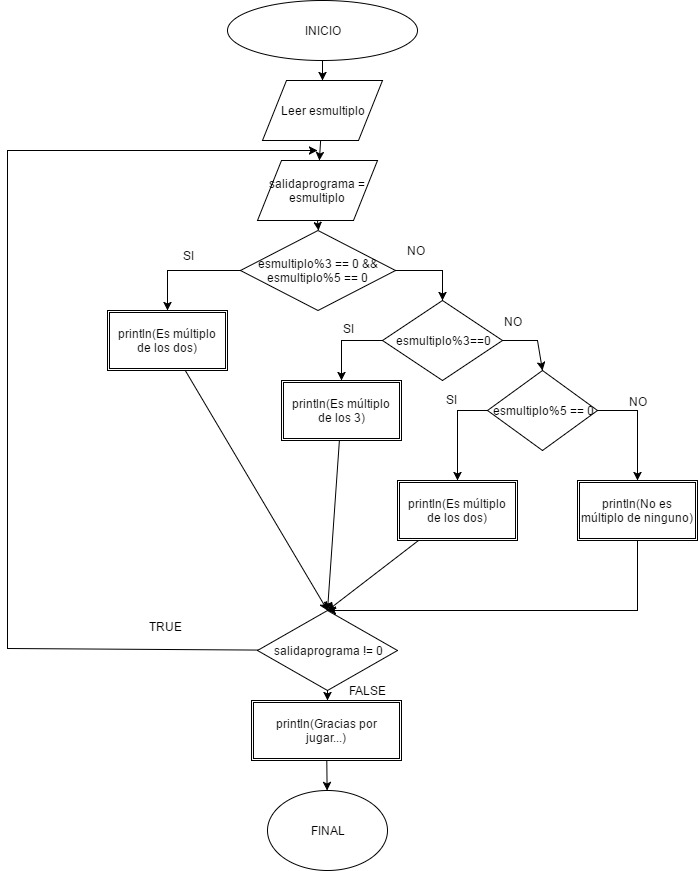 INICIO
Leer esmultiplo
salidaprograma =
esmultiplo
esmultiplo%3 == 0 &&
esmultiplo%5 == 0
SI
NO
println(Es múltiplo
de los dos)
esmultiplo%3==0
SI
NO
println(Es múltiplo
de los 3)
esmultiplo%5 == 0
SI
NO
println(Es múltiplo
de los dos)
println(No es
múltiplo de ninguno)
salidaprograma != 0
TRUE
FALSE
println(Gracias por
jugar...)
FINAL